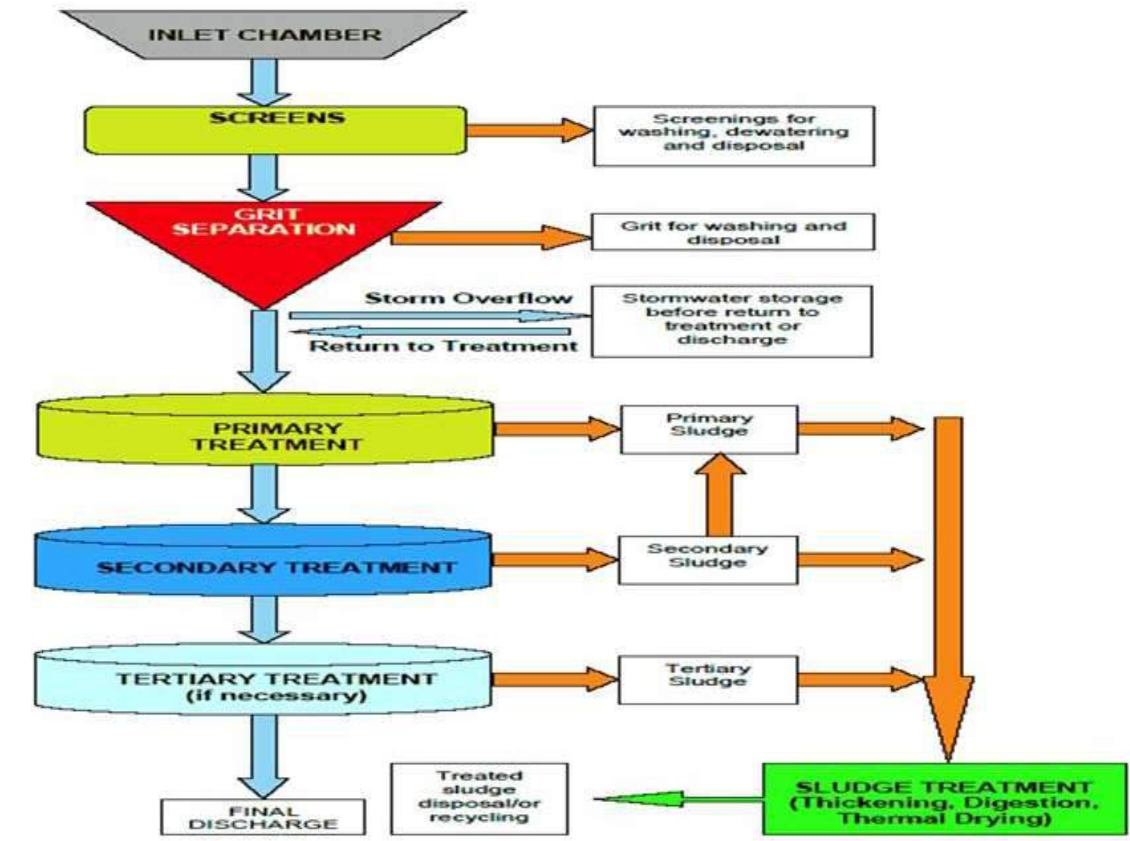 INLET CHAMBER
SCREENS
Screenings for
washing, dewatering
and disposal
GRIT
SEPARATION
Grit for washing and
disposal
Storm Overflow
Return to Treatment
Stormwater storage
before return to
treatment or
discharge
PRIMARY
TREATMENT
Primary
Sludge
SECONDARY TREATMENT
Secondary
Sludge
TERTIARY TREATMENT
(if necessary)
Tertiary
Sludge
FINAL
DISCHARGE
Treated
sludge
disposal/or
recycling
SLUDGE TREATMENT
(Thickening, Digestion,
Thermal Drying)